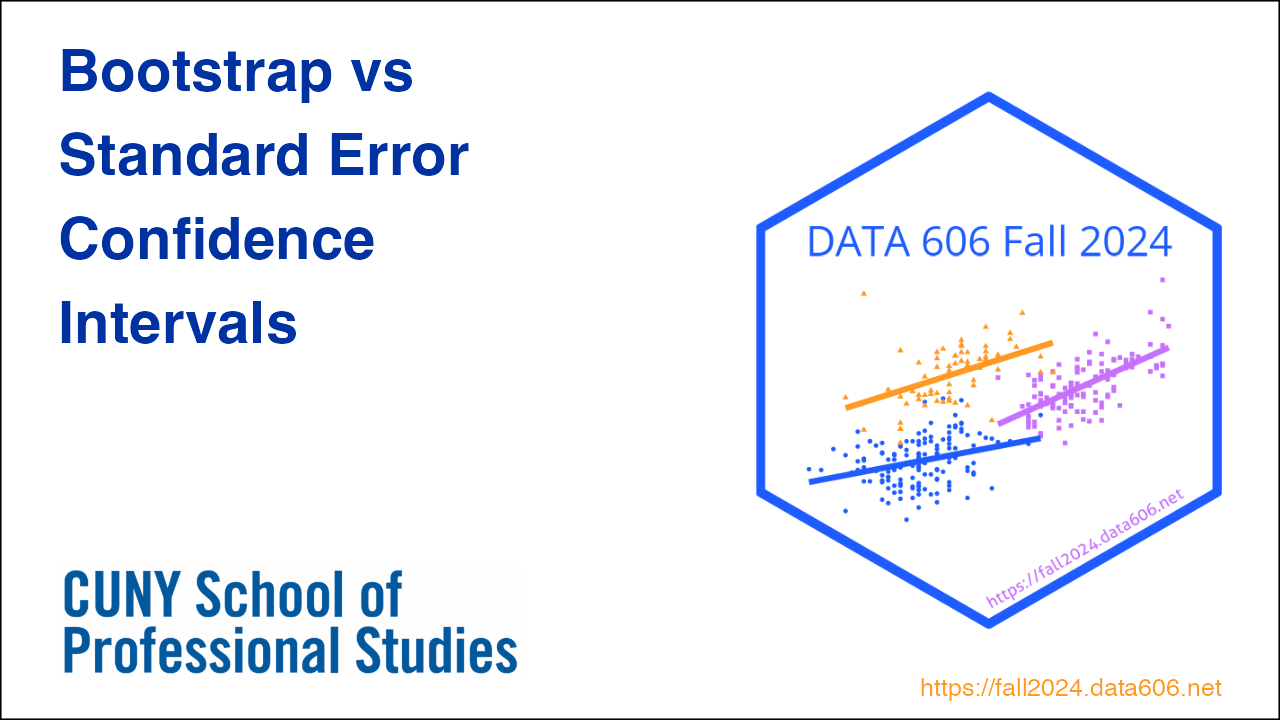 Bootstrap vs
Standard Error
Confidence
Intervals
DATA 606 Fall 2024
https://fall2024.data606.net
CUNY School of
Professional Studies
https://fall2024.data606.net